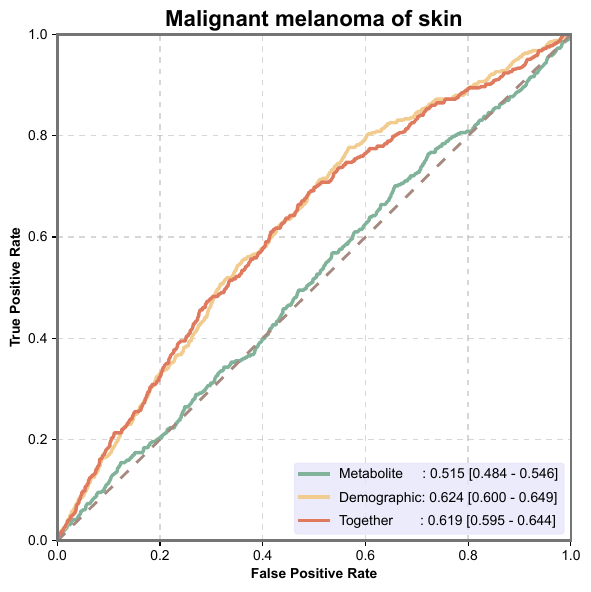 Malignant melanoma of skin
1.0
0.8
0.6
0.4
0.2
0.0
True Positive Rate
Metabolite : 0.515 [0.484 - 0.546]
Demographic: 0.624 [0.600 - 0.649]
Together : 0.619 [0.595 - 0.644]
0.0 0.2 0.4 0.6 0.8 1.0
False Positive Rate